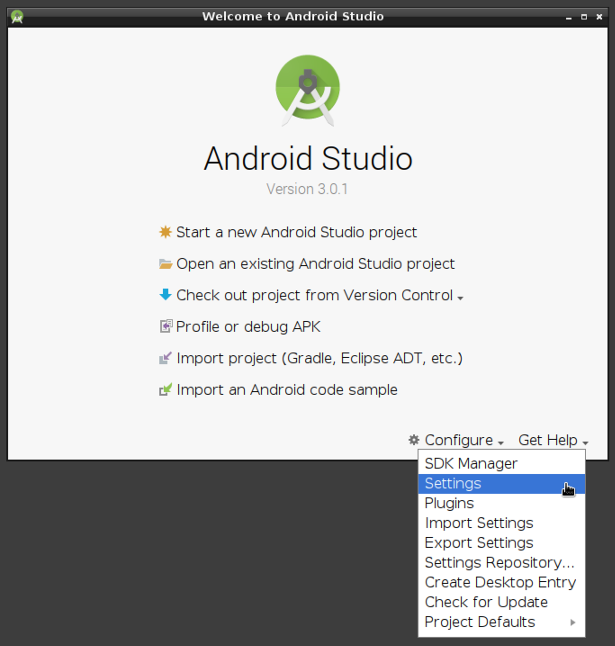 Welcome to Android Studio
Android Studio
Version 3.0.1
Start a new Android Studio project
Open an existing Android Studio project
Check out project from Version Control
Profile or debug APK
Import project (Gradle, Eclipse ADT, etc.)
Import an Android code sample
Configure Get Help
SDK Manager
Settings
Plugins
Import Settings
Export Settings
Settings Repository...
Create Desktop Entry
Check for Update
Project Defaults